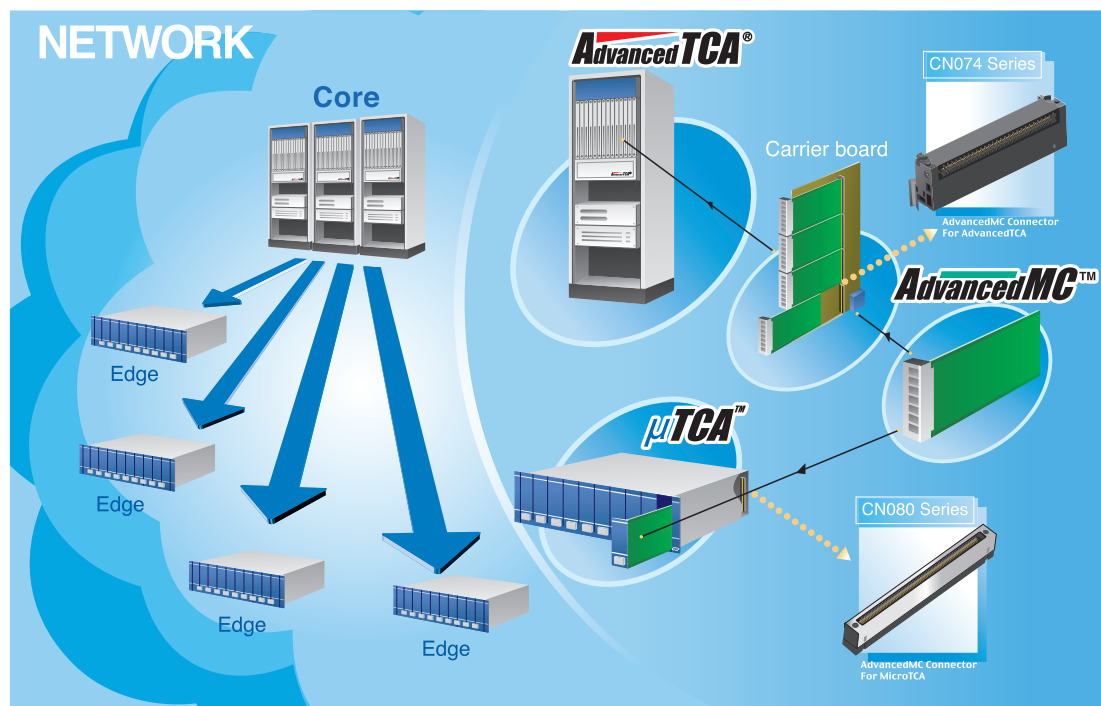 NETWORK
Core
Edge
Edge
Edge
Edge
AdvancedTCA®
CN074 Series
Carrier board
AdvancedMC Connector
For AdvancedTCA
AdvancedMC™
μTCA™
CN080 Series
AdvancedMC Connector
For MicroTCA